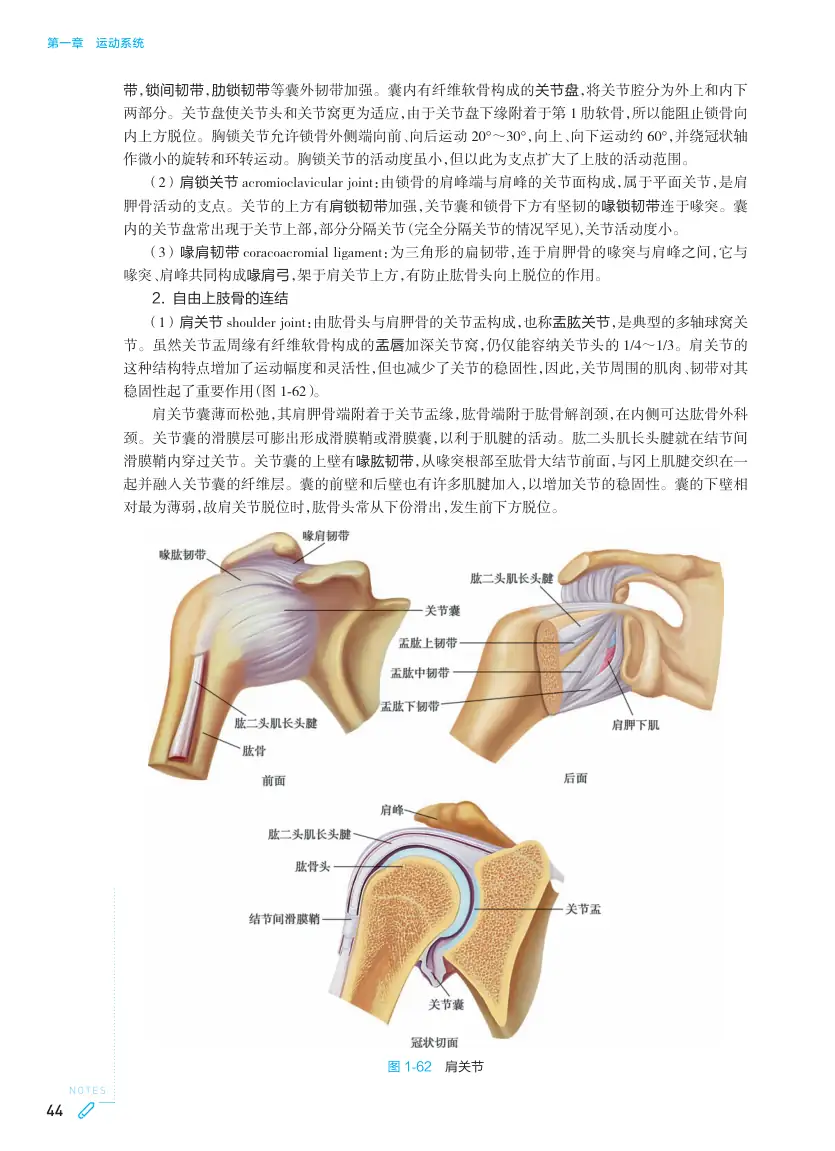 第一章 运动系统
带,锁间韧带,肋锁韧带等囊外韧带加强。囊内有纤维软骨构成的关节盘,将关节腔分为外上和内下
两部分。关节盘使关节头和关节窝更为适应,由于关节盘下缘附着于第 1 肋软骨,所以能阻止锁骨向
内上方脱位。胸锁关节允许锁骨外侧端向前、向后运动 20°~30°,向上、向下运动约 60°,并绕冠状轴
作微小的旋转和环转运动。胸锁关节的活动度虽小,但以此为支点扩大了上肢的活动范围。
(2)肩锁关节 acromioclavicular joint:由锁骨的肩峰端与肩峰的关节面构成,属于平面关节,是肩
胛骨活动的支点。关节的上方有肩锁韧带加强,关节囊和锁骨下方有坚韧的喙锁韧带连于喙突。囊
内的关节盘常出现于关节上部,部分分隔关节(完全分隔关节的情况罕见),关节活动度小。
(3)喙肩韧带 coracoacromial ligament:为三角形的扁韧带,连于肩胛骨的喙突与肩峰之间,它与
喙突、肩峰共同构成喙肩弓,架于肩关节上方,有防止肱骨头向上脱位的作用。
2. 自由上肢骨的连结
(1)肩关节 shoulder joint:由肱骨头与肩胛骨的关节盂构成,也称盂肱关节,是典型的多轴球窝关
节。虽然关节盂周缘有纤维软骨构成的盂唇加深关节窝,仍仅能容纳关节头的 1/4~1/3。肩关节的
这种结构特点增加了运动幅度和灵活性,但也减少了关节的稳固性,因此,关节周围的肌肉、韧带对其
稳固性起了重要作用(图 1-62)。
肩关节囊薄而松弛,其肩胛骨端附着于关节盂缘,肱骨端附于肱骨解剖颈,在内侧可达肱骨外科
颈。关节囊的滑膜层可膨出形成滑膜鞘或滑膜囊,以利于肌腱的活动。肱二头肌长头腱就在结节间
滑膜鞘内穿过关节。关节囊的上壁有喙肱韧带,从喙突根部至肱骨大结节前面,与冈上肌腱交织在一
起并融入关节囊的纤维层。囊的前壁和后壁也有许多肌腱加入,以增加关节的稳固性。囊的下壁相
对最为薄弱,故肩关节脱位时,肱骨头常从下份滑出,发生前下方脱位。
喙肩韧带
喙肱韧带
肱二头肌长头腱
关节囊
盂肱上韧带
盂肱中韧带
盂肱下韧带
肱二头肌长头腱
肩胛下肌
肱骨
前面
后面
肩峰
肱二头肌长头腱
肱骨头
关节盂
结节间滑膜鞘
关节囊
冠状切面
图 1-62 肩关节
NOTES
44